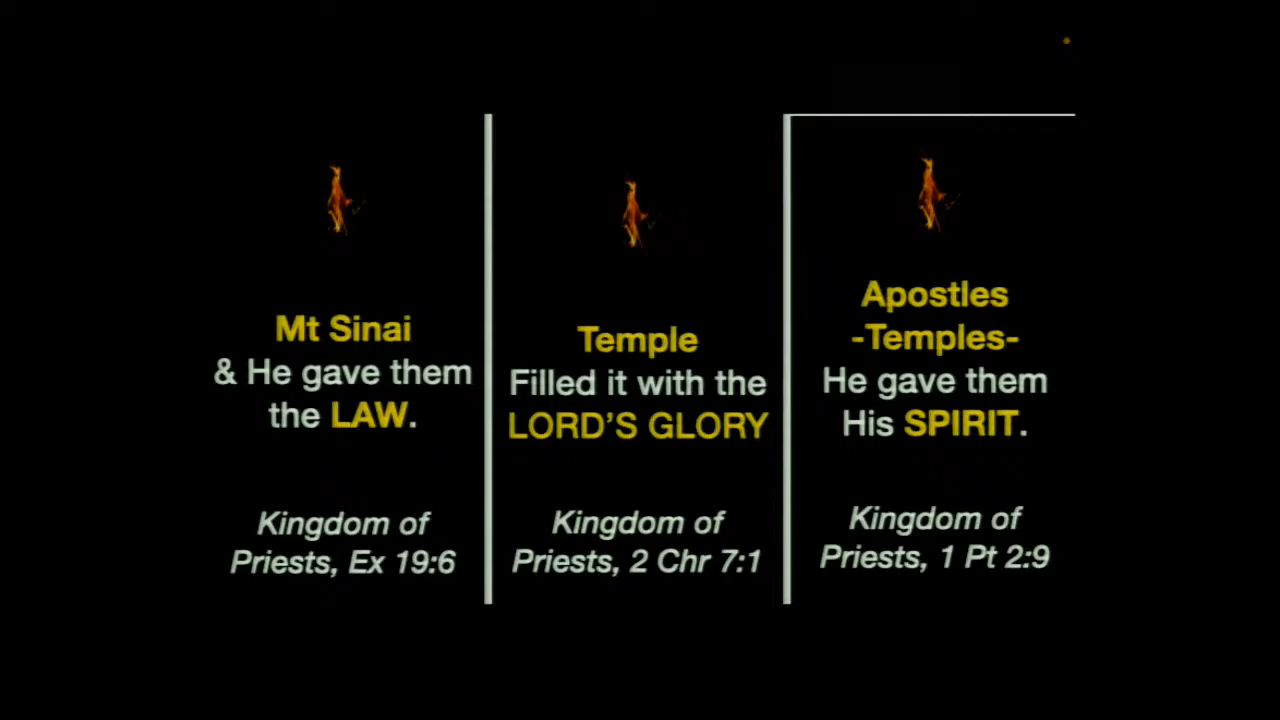 Mt Sinai
& He gave them
the LAW.
Kingdom of
Priests, Ex 19:6
Temple
Filled it with the
LORD'S GLORY
Kingdom of
Priests, 2 Chr 7:1
Apostles
-Temples-
He gave them
His SPIRIT.
Kingdom of
Priests, 1 Pt 2:9